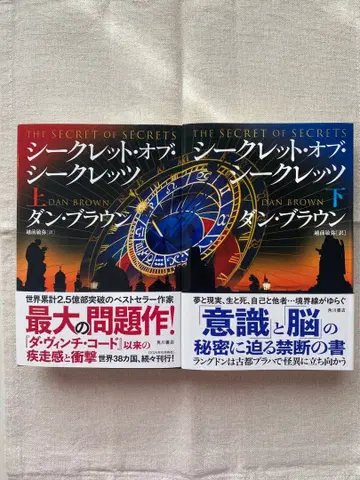 THE SECRET OF SECRETS
シークレット・オブ・
シークレッツ
上
DAN BROWN
ダン・ブラウン
越前敏弥[訳]
世界累計2.5億部突破のベストセラー作家
最大の問題作!
『ダ・ヴィンチ・コード』以来の
疾走感と衝撃
世界38カ国、続々刊行!
角川書店
THE SECRET OF SECRETS
シークレット・オブ・
シークレッツ
下
DAN BROWN
ダン・ブラウン
越前敏弥[訳]
夢と現実、生と死、自己と他者…境界線がゆらぐ
「意識」と脳の
秘密に迫る禁断の書
ラングドンは古都プラハで怪異に立ち向かう
角川書店